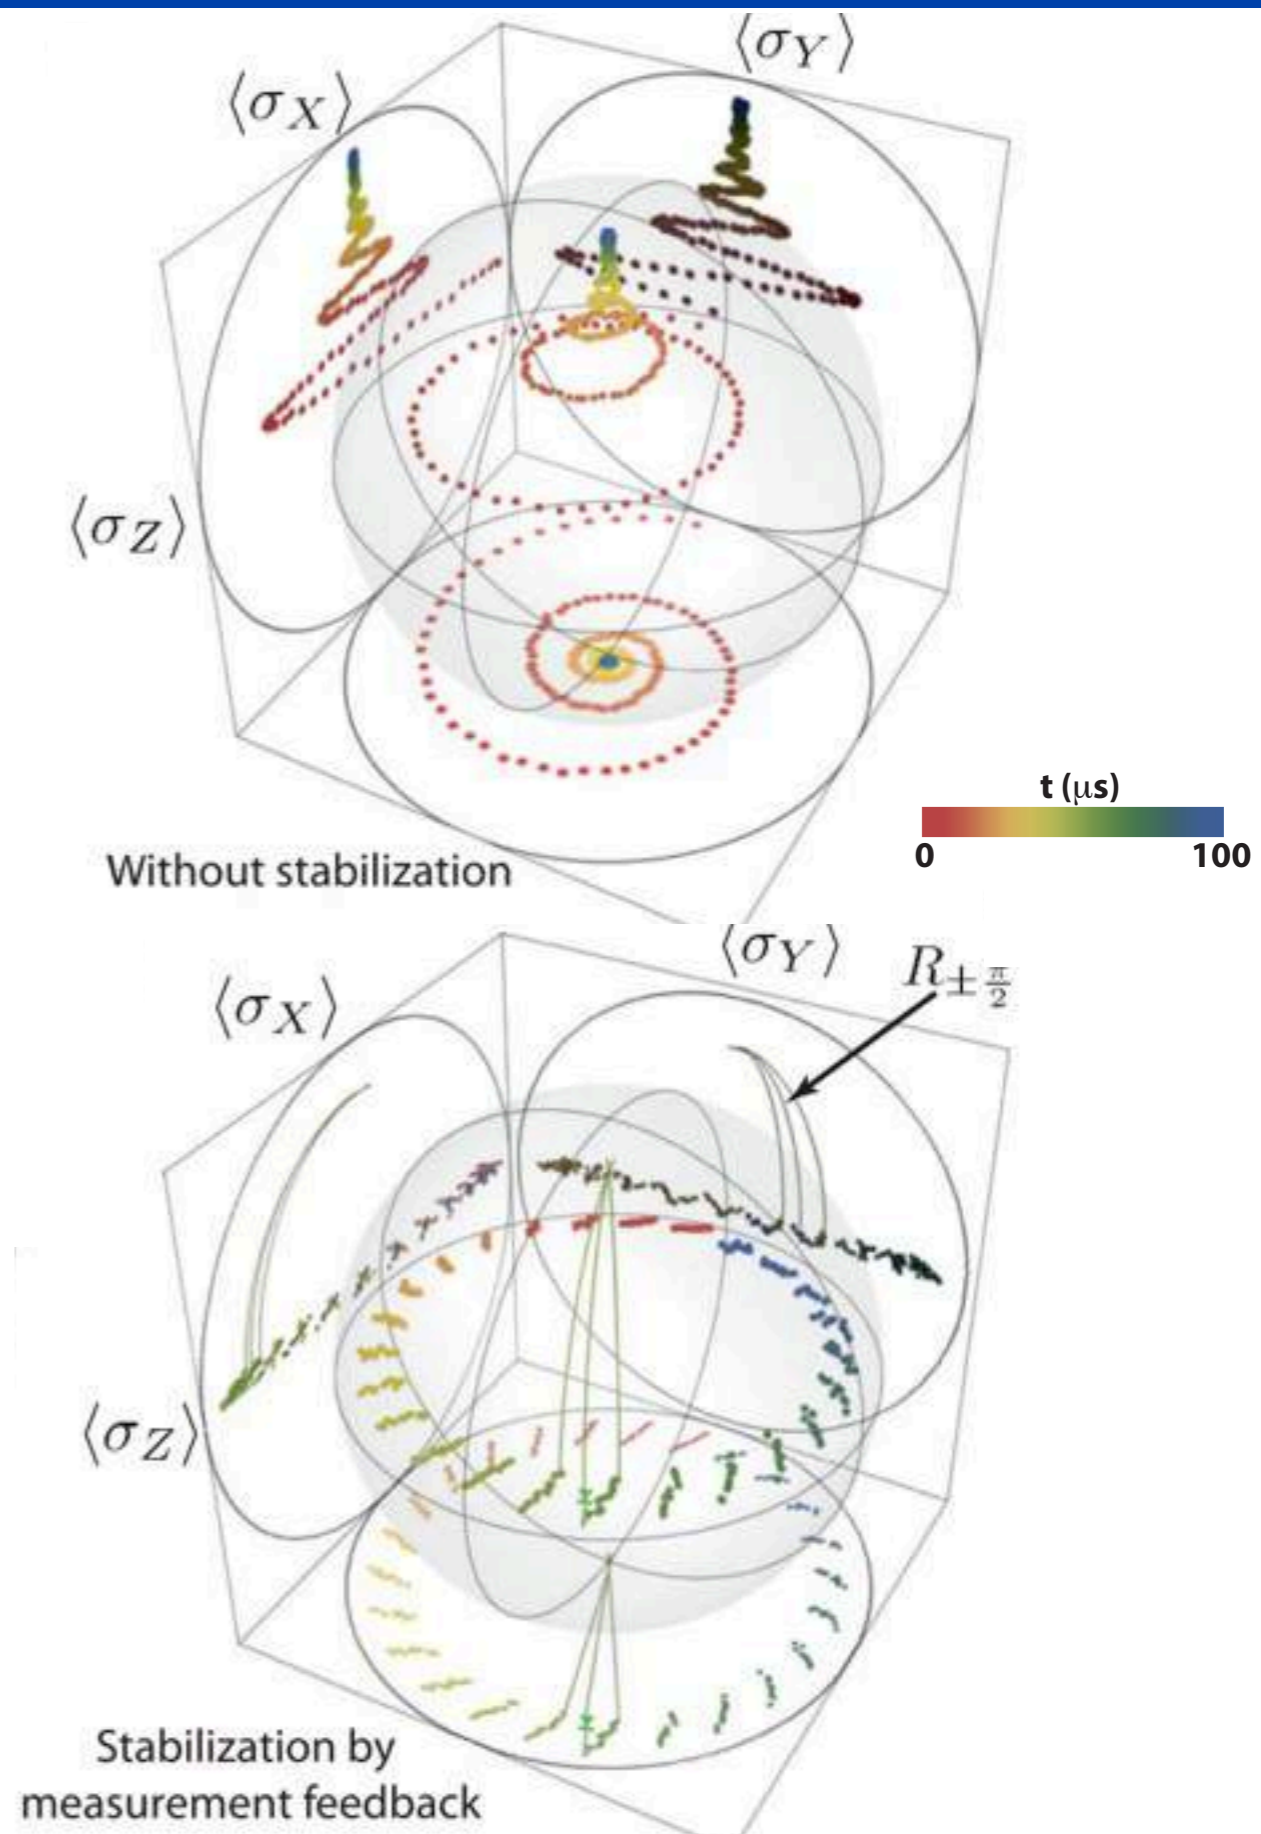 ⟨σ_Y⟩
⟨σ_X⟩
⟨σ_Z⟩
t (μs)
0 100
Without stabilization
⟨σ_Y⟩
R_{±π/2}
⟨σ_X⟩
⟨σ_Z⟩
Stabilization by
measurement feedback